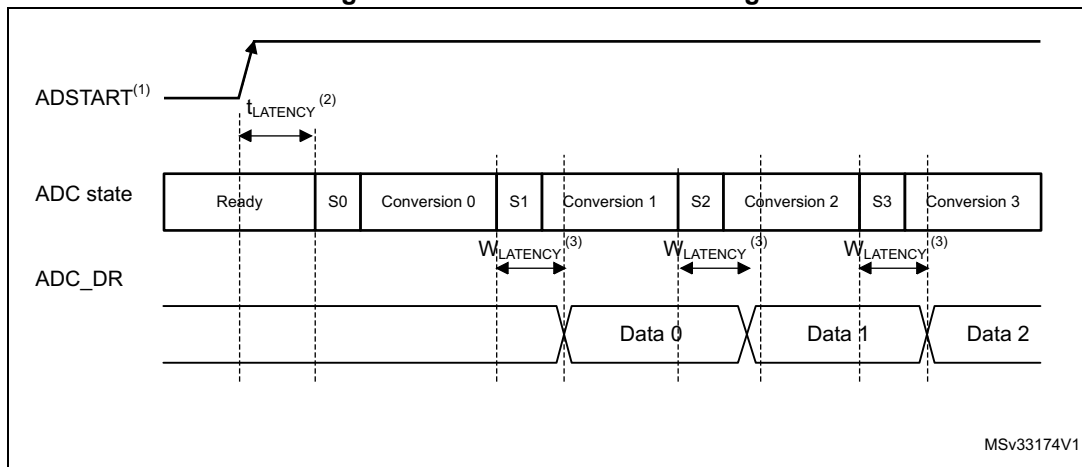 ADSTART(1)
tLATENCY (2)
ADC state
Ready S0 Conversion 0 S1 Conversion 1 S2 Conversion 2 S3 Conversion 3
WLATENCY (3) WLATENCY (3) WLATENCY (3)
ADC_DR
Data 0 Data 1 Data 2
MSv33174V1